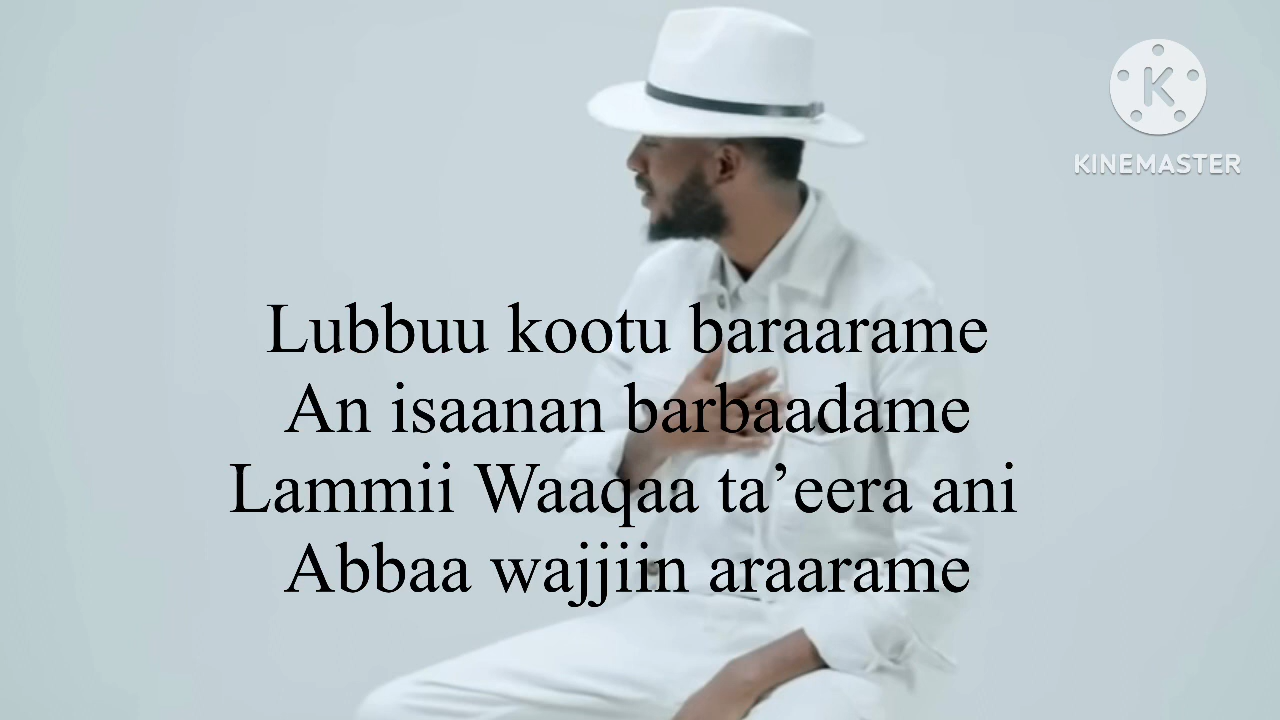 K
KINEMASTER
Lubbuu kootu baraarame
An isaanan barbaadame
Lammii Waaqaa ta’eera ani
Abbaa wajjiin araarame